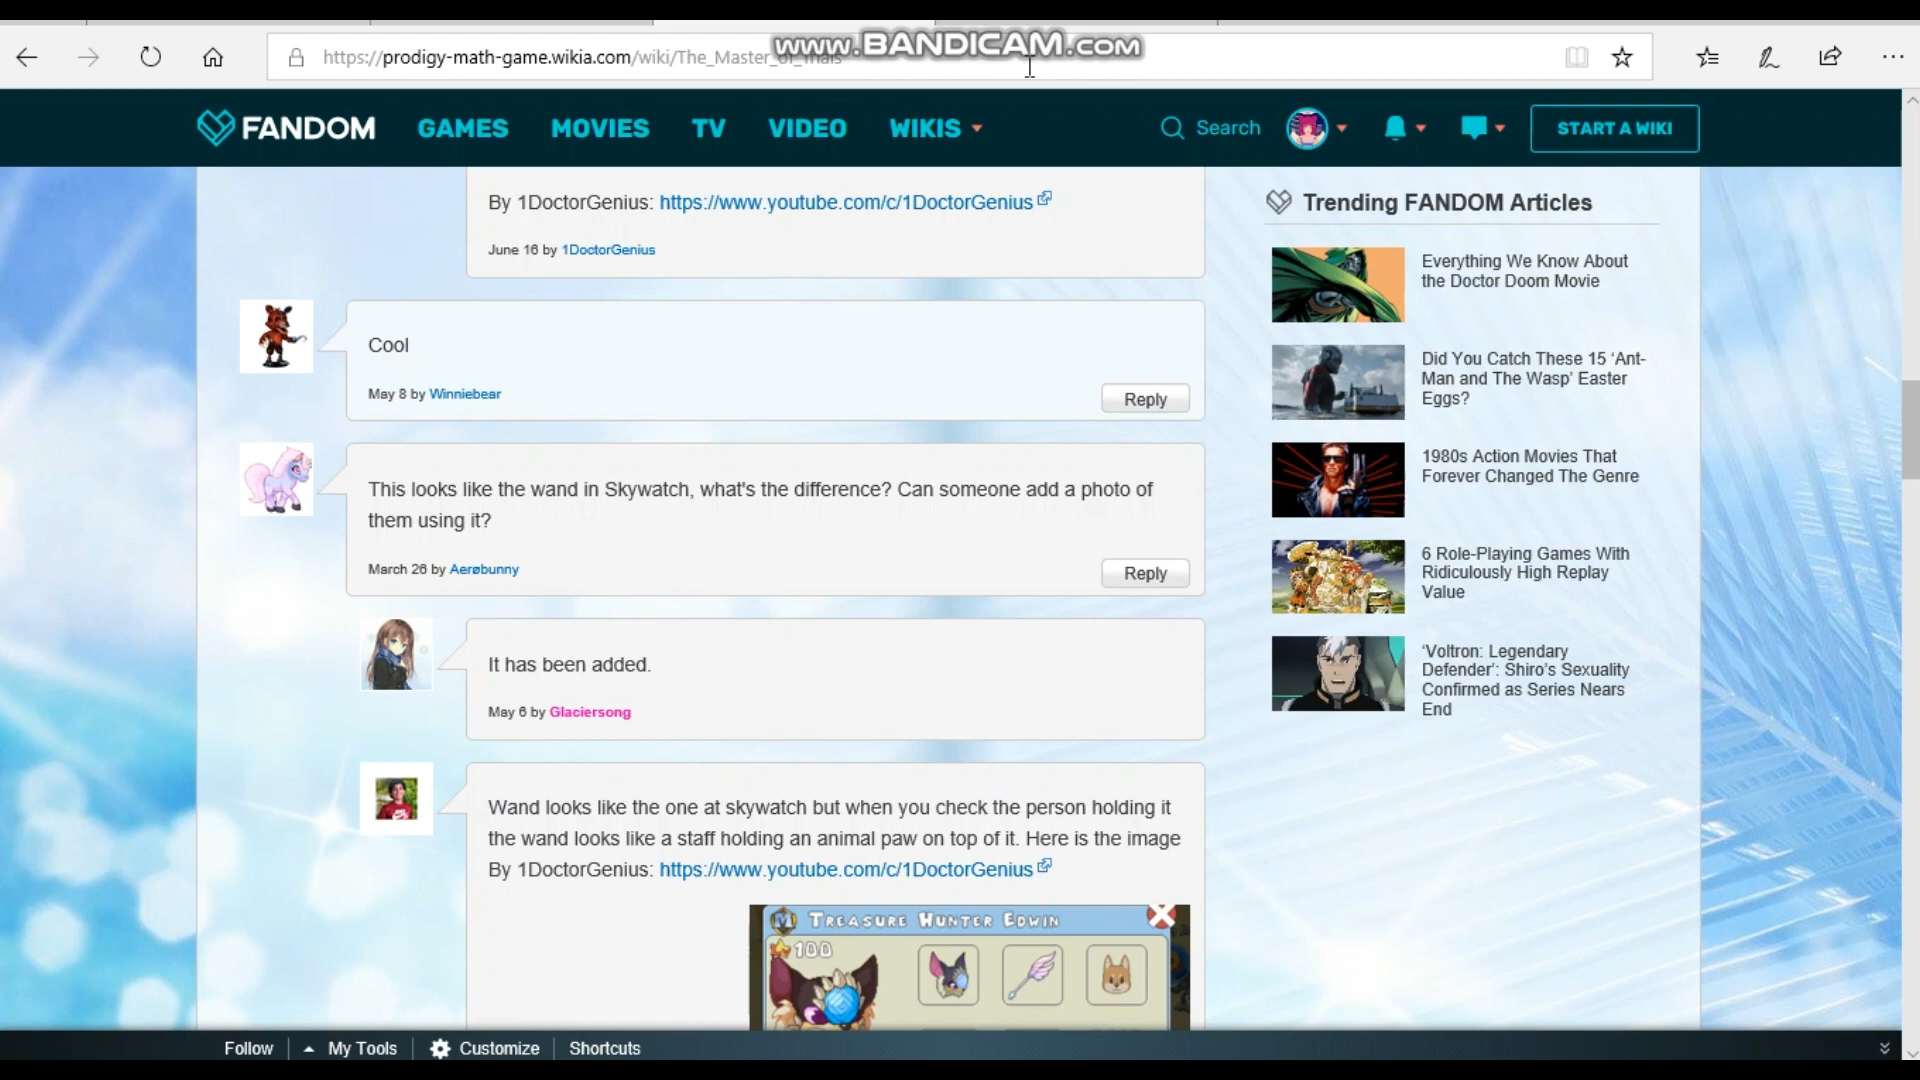 www.BANDICAM.com
https://prodigy-math-game.wikia.com/wiki/The_Master_of_Trials
FANDOM GAMES MOVIES TV VIDEO WIKIS Search START A WIKI
By 1DoctorGenius: https://www.youtube.com/c/1DoctorGenius
June 16 by 1DoctorGenius
Cool
May 8 by Winniebear
Reply
This looks like the wand in Skywatch, what's the difference? Can someone add a photo of
them using it?
March 26 by Aerøbunny
Reply
It has been added.
May 6 by Glaciersong
Wand looks like the one at skywatch but when you check the person holding it
the wand looks like a staff holding an animal paw on top of it. Here is the image
By 1DoctorGenius: https://www.youtube.com/c/1DoctorGenius
M TREASURE HUNTER EDWIN
100
Trending FANDOM Articles
Everything We Know About
the Doctor Doom Movie
Did You Catch These 15 ‘Ant-
Man and The Wasp’ Easter
Eggs?
1980s Action Movies That
Forever Changed The Genre
6 Role-Playing Games With
Ridiculously High Replay
Value
‘Voltron: Legendary
Defender’: Shiro’s Sexuality
Confirmed as Series Nears
End
Follow My Tools Customize Shortcuts